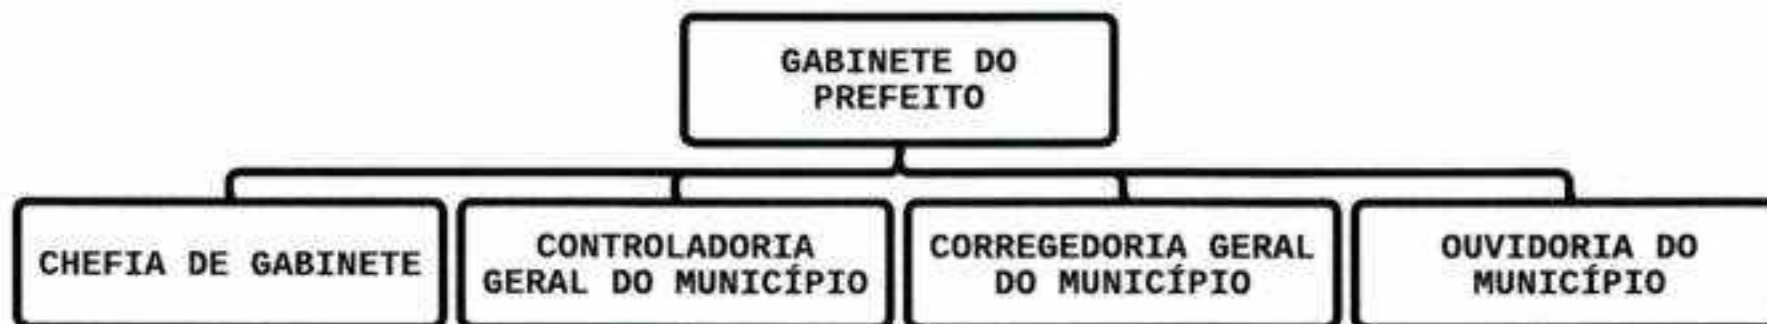 GABINETE DO
PREFEITO
CHEFIA DE GABINETE
CONTROLADORIA
GERAL DO MUNICÍPIO
CORREGEDORIA GERAL
DO MUNICÍPIO
OUVIDORIA DO
MUNICÍPIO